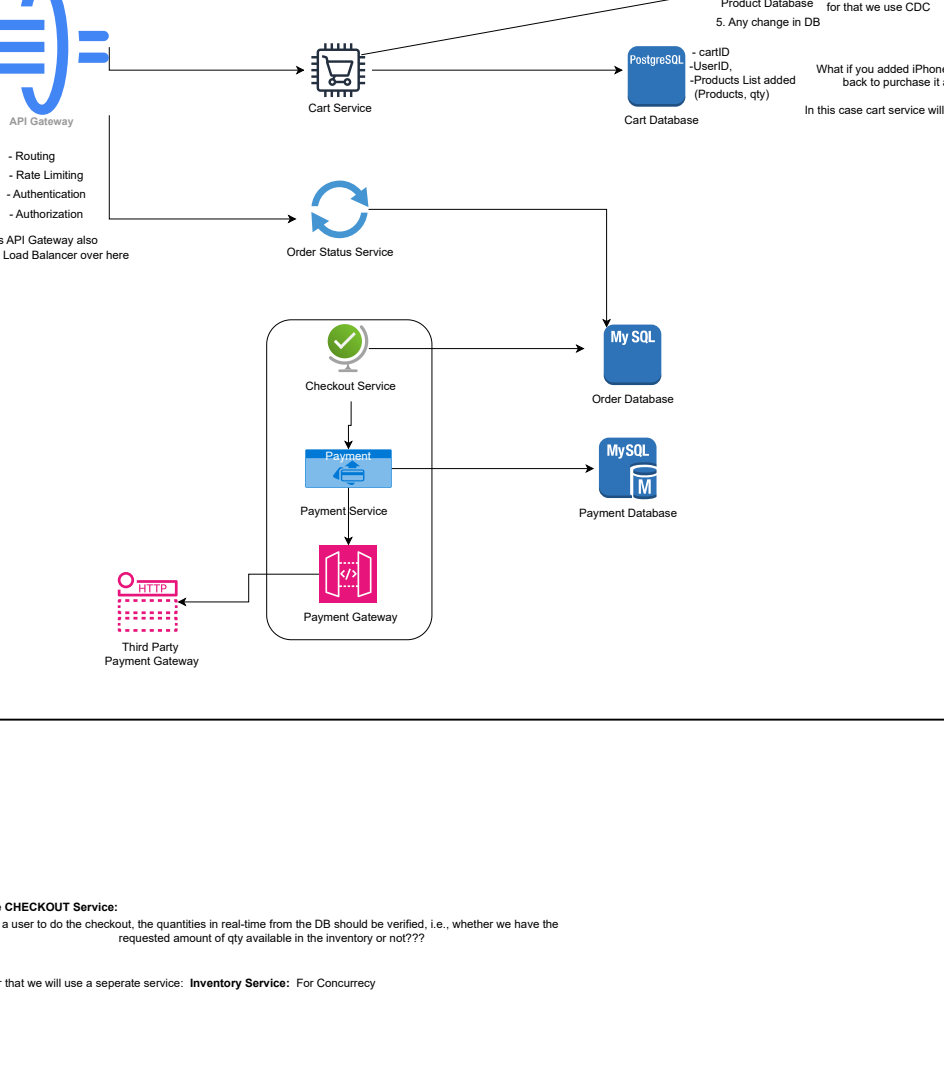 Product Database
for that we use CDC
5. Any change in DB
PostgreSQL
- cartID
-UserID,
-Products List added
(Products, qty)
What if you added iPhone
back to purchase it
In this case cart service will
Cart Service
Cart Database
API Gateway
- Routing
- Rate Limiting
- Authentication
- Authorization
API Gateway also
Load Balancer over here
Order Status Service
My SQL
Order Database
Checkout Service
Payment
Payment Service
MySQL
M
Payment Database
</>
Payment Gateway
HTTP
Third Party
Payment Gateway
CHECKOUT Service:
a user to do the checkout, the quantities in real-time from the DB should be verified, i.e., whether we have the
requested amount of qty available in the inventory or not???
that we will use a seperate service: Inventory Service: For Concurrecy